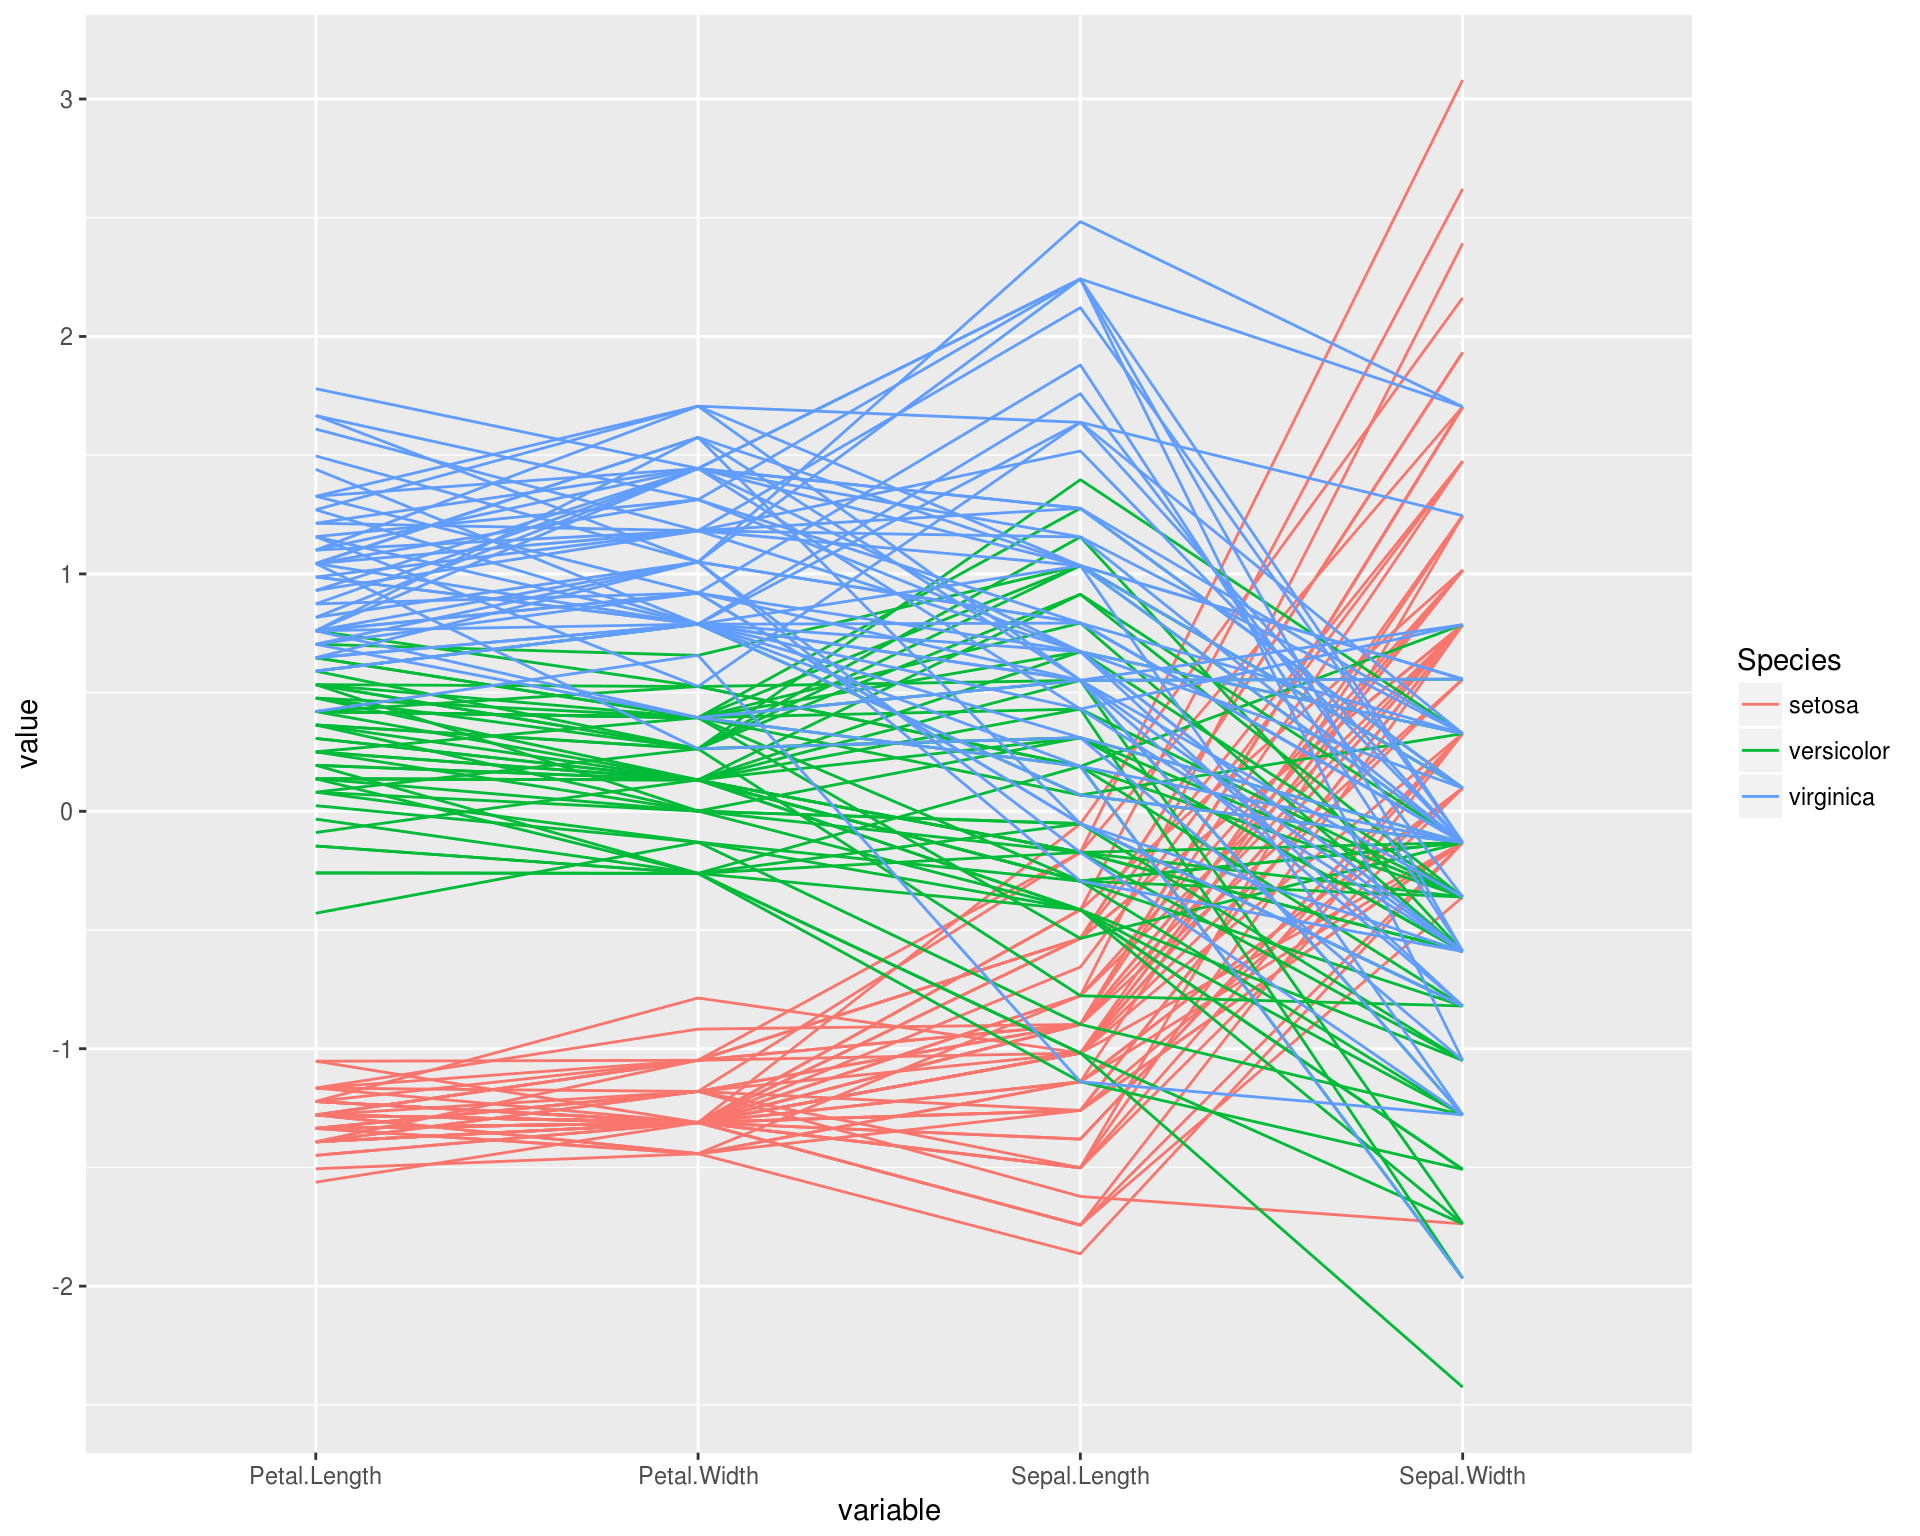 3
2
1
0
-1
-2
value
Petal.Length
Petal.Width
Sepal.Length
Sepal.Width
variable
Species
setosa
versicolor
virginica